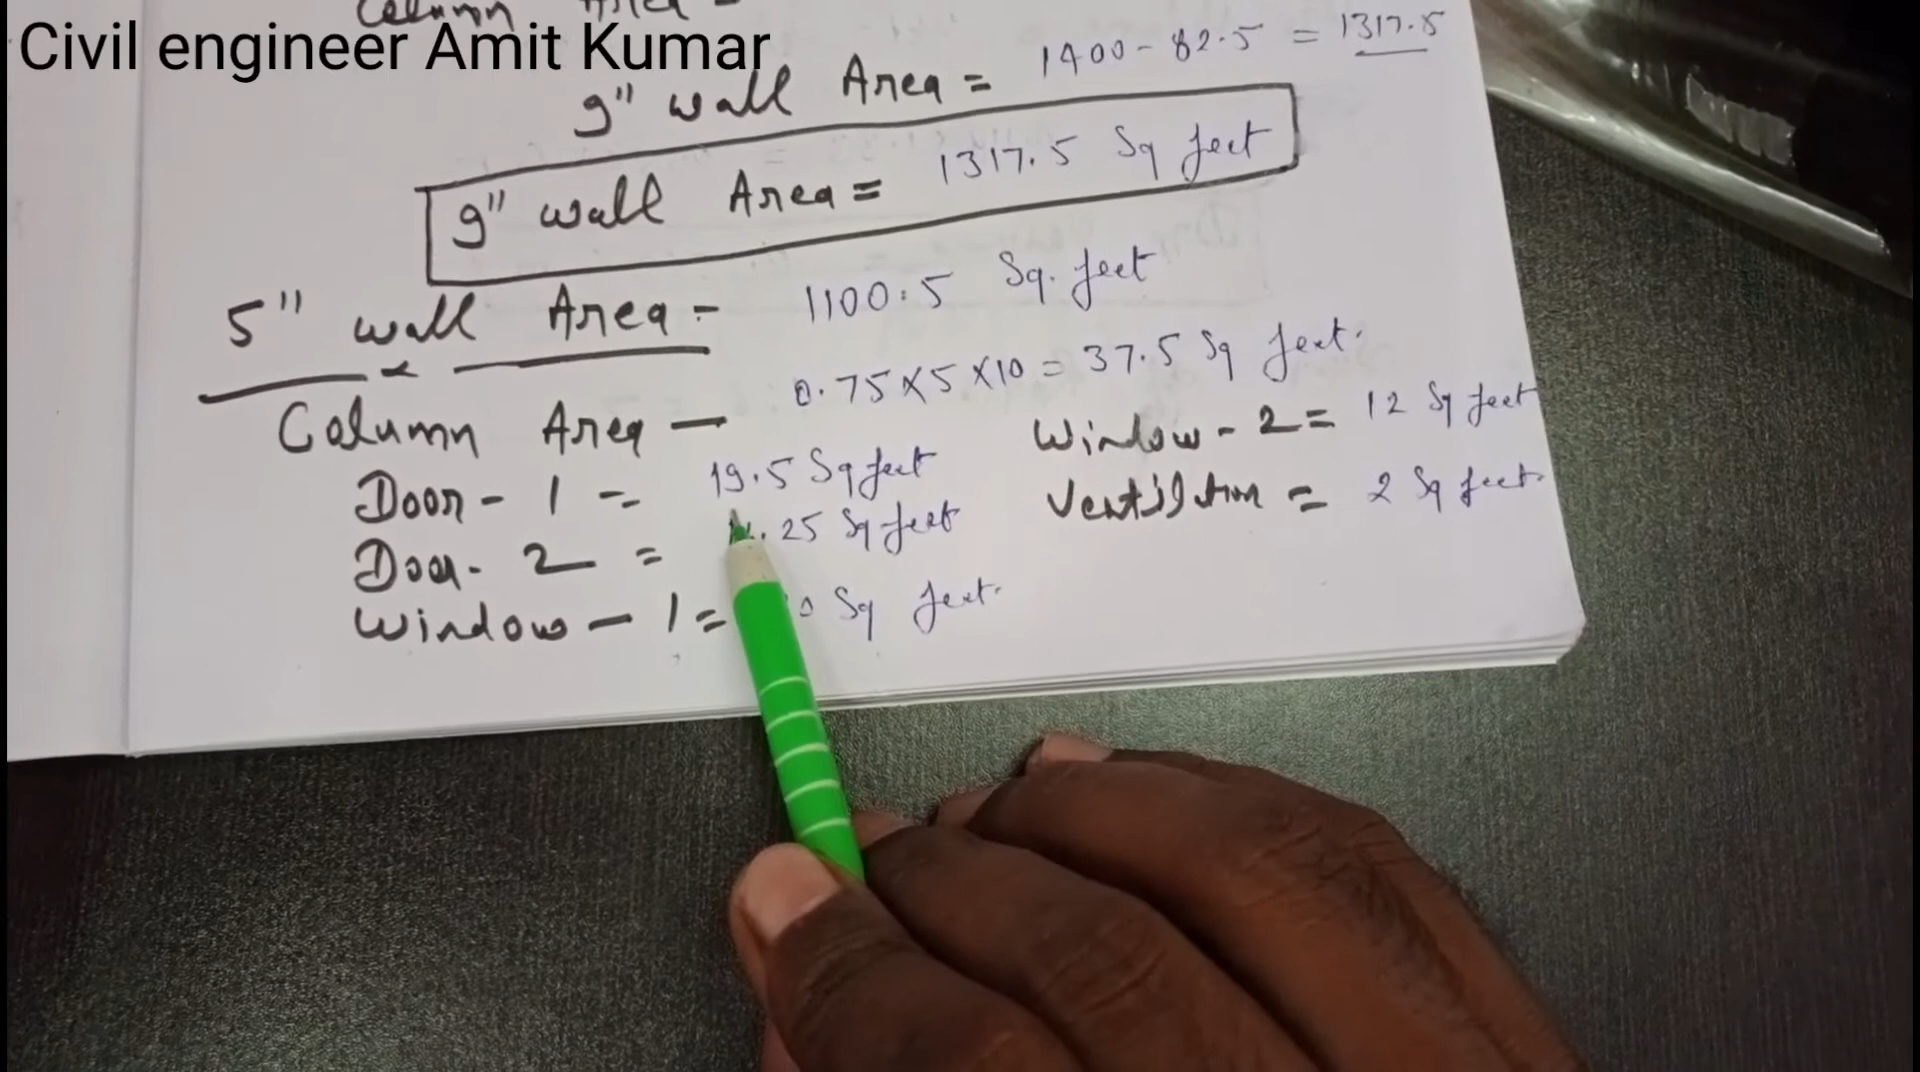 Column Area -
Civil engineer Amit Kumar
9" wall Area = 1400 - 82.5 = 1317.5
9" wall Area = 1317.5 Sq feet
5" wall Area - 1100.5 Sq. feet
Column Area - 0.75 X 5 X 10 = 37.5 Sq feet.
Door - 1 = 19.5 Sq feet
Door - 2 = .25 Sq feet
Window - 1 = Sq feet.
Window - 2 = 12 Sq feet
Ventilation = 2 Sq feet.